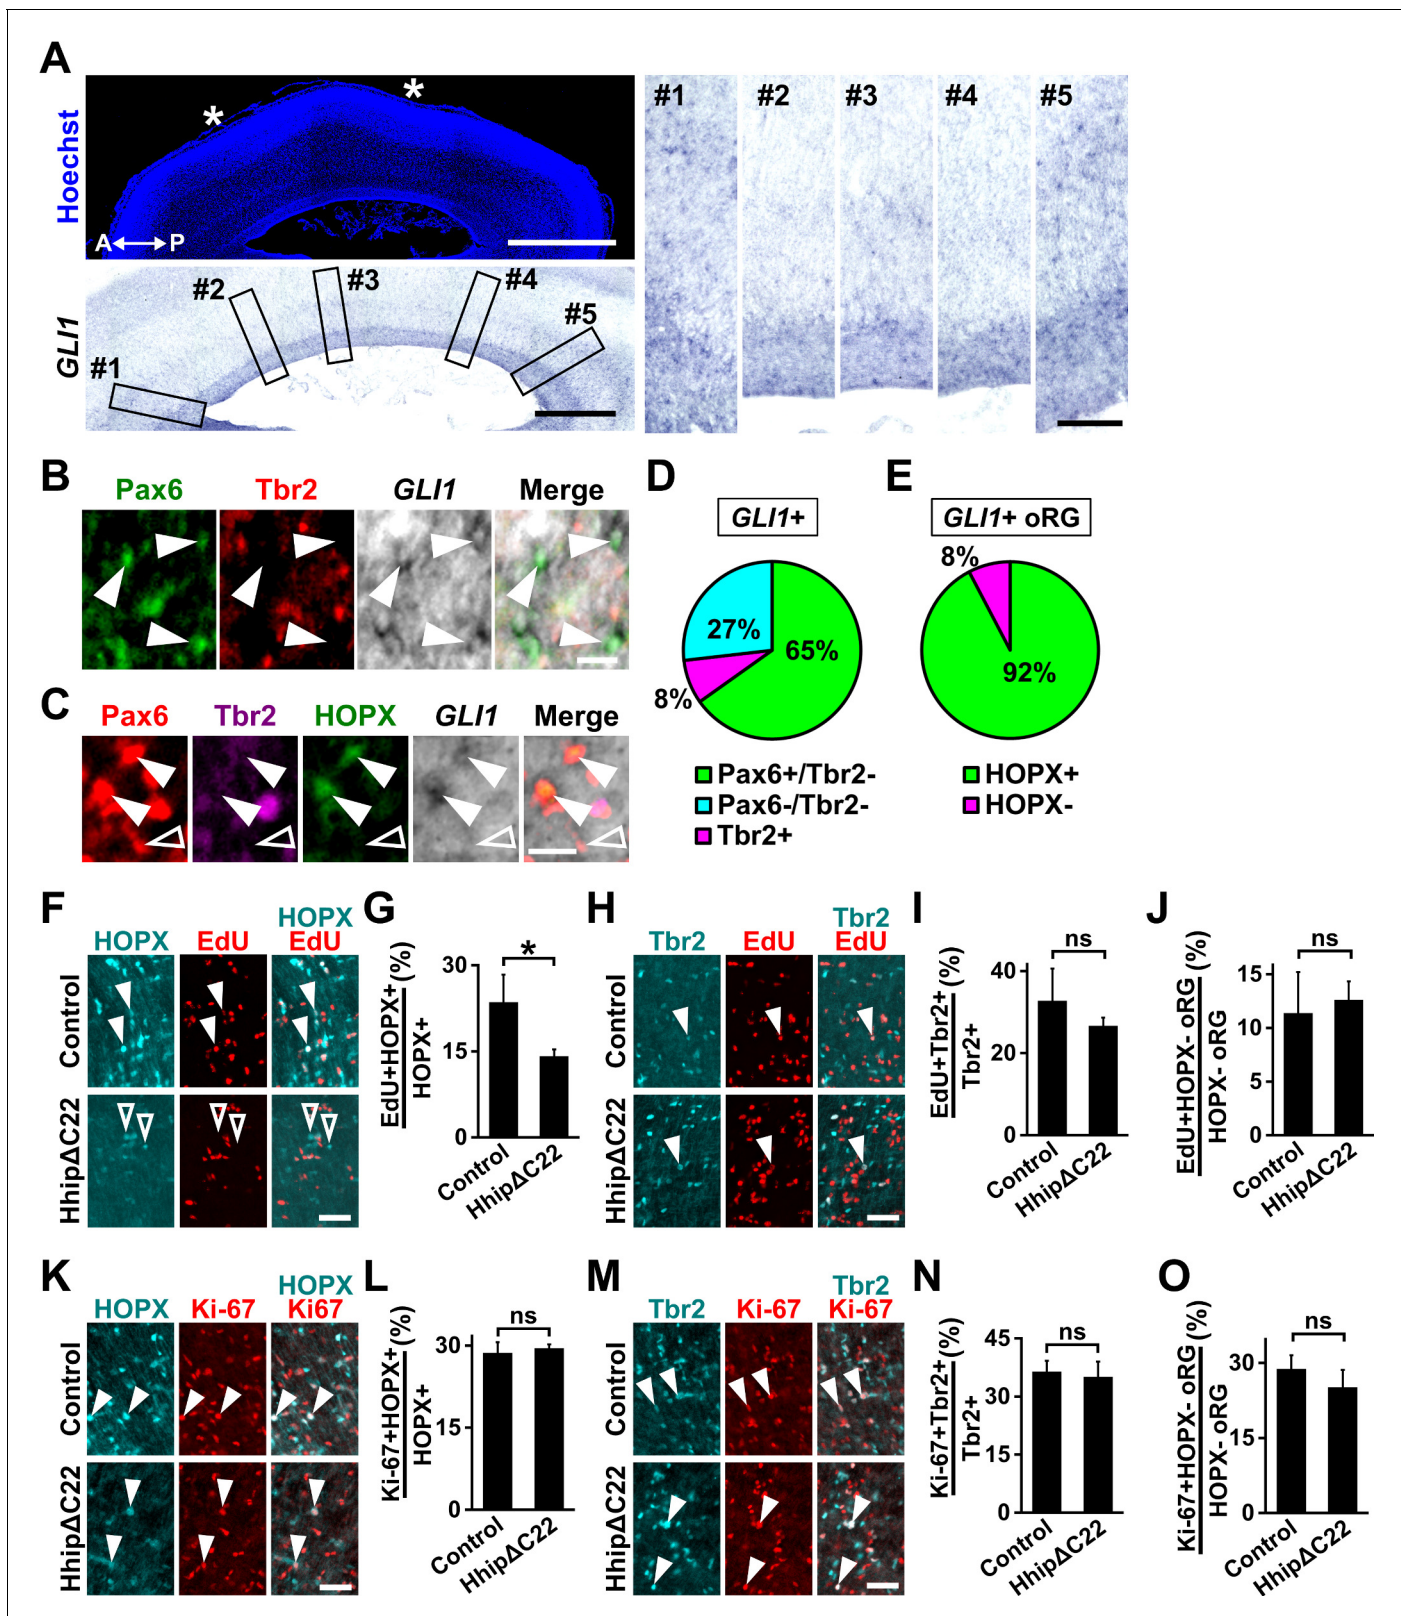 A
Hoechst
* *
A P
GLI1
#1 #2 #3 #4 #5
#1 #2 #3 #4 #5
B
Pax6 Tbr2 GLI1 Merge
C
Pax6 Tbr2 HOPX GLI1 Merge
D
GLI1+
27%
65%
8%
Pax6+/Tbr2-
Pax6-/Tbr2-
Tbr2+
E
GLI1+ oRG
8%
92%
HOPX+
HOPX-
F
HOPX EdU HOPX
EdU
Control
HhipΔC22
G
EdU+HOPX+ (%)
HOPX+
30
15
0
*
Control
HhipΔC22
H
Tbr2 EdU Tbr2
EdU
Control
HhipΔC22
I
EdU+Tbr2+ (%)
Tbr2+
40
20
0
ns
Control
HhipΔC22
J
EdU+HOPX- oRG (%)
HOPX- oRG
15
10
5
0
ns
Control
HhipΔC22
K
HOPX Ki-67 HOPX
Ki67
Control
HhipΔC22
L
Ki-67+HOPX+ (%)
HOPX+
30
15
0
ns
Control
HhipΔC22
M
Tbr2 Ki-67 Tbr2
Ki-67
Control
HhipΔC22
N
Ki-67+Tbr2+ (%)
Tbr2+
45
30
15
0
ns
Control
HhipΔC22
O
Ki-67+HOPX- oRG (%)
HOPX- oRG
30
15
0
ns
Control
HhipΔC22